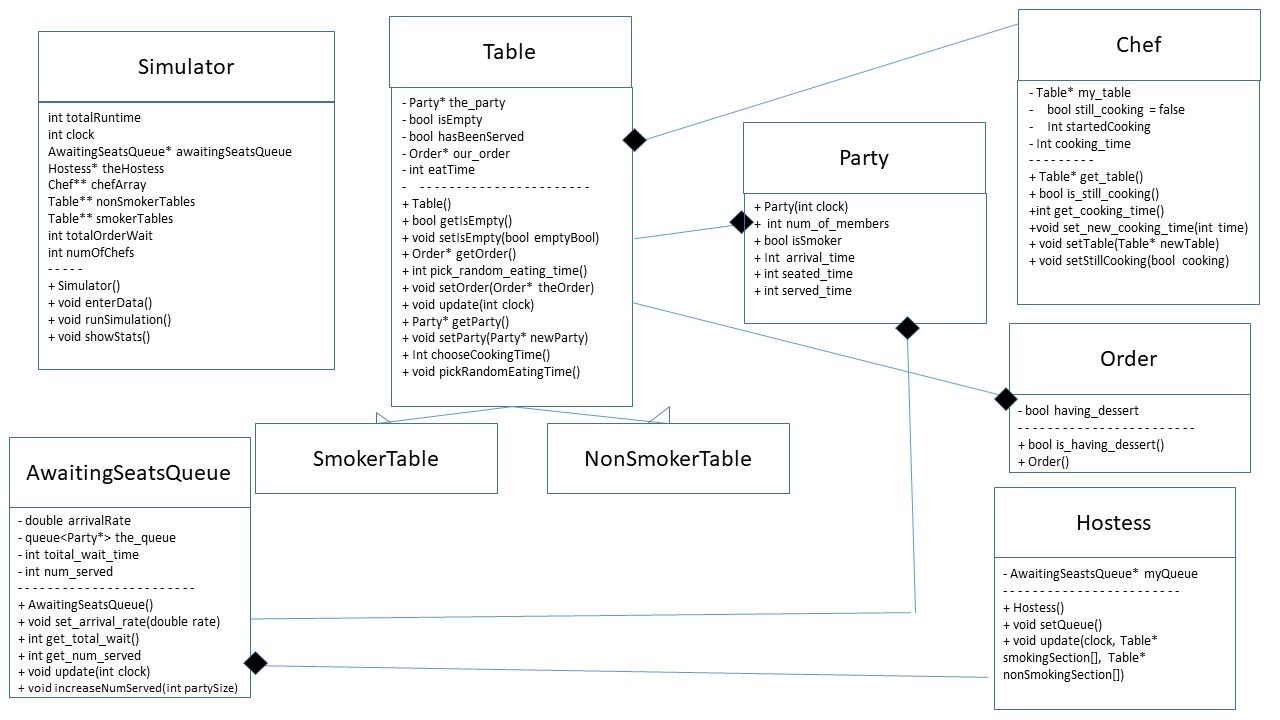 Simulator
int totalRuntime
int clock
AwaitingSeatsQueue* awaitingSeatsQueue
Hostess* theHostess
Chef** chefArray
Table** nonSmokerTables
Table** smokerTables
int totalOrderWait
int numOfChefs
- - - - -
+ Simulator()
+ void enterData()
+ void runSimulation()
+ void showStats()
Table
- Party* the_party
- bool isEmpty
- bool hasBeenServed
- Order* our_order
- int eatTime
- - - - - - - - - - - - - - - - - - - - - - - - -
+ Table()
+ bool getIsEmpty()
+ void setIsEmpty(bool emptyBool)
+ Order* getOrder()
+ int pick_random_eating_time()
+ void setOrder(Order* theOrder)
+ void update(int clock)
+ Party* getParty()
+ void setParty(Party* newParty)
+ Int chooseCookingTime()
+ void pickRandomEatingTime()
Party
+ Party(int clock)
+ int num_of_members
+ bool isSmoker
+ Int arrival_time
+ int seated_time
+ int served_time
Chef
- Table* my_table
- bool still_cooking = false
- Int startedCooking
- Int cooking_time
- - - - - - - - -
+ Table* get_table()
+ bool is_still_cooking()
+int get_cooking_time()
+void set_new_cooking_time(int time)
+ void setTable(Table* newTable)
+ void setStillCooking(bool cooking)
Order
- bool having_dessert
- - - - - - - - - - - - - - - - - - - - - - - -
+ bool is_having_dessert()
+ Order()
SmokerTable
NonSmokerTable
AwaitingSeatsQueue
- double arrivalRate
- queue<Party*> the_queue
- int toital_wait_time
- int num_served
- - - - - - - - - - - - - - - - - - - - - - - -
+ AwaitingSeatsQueue()
+ void set_arrival_rate(double rate)
+ int get_total_wait()
+ int get_num_served
+ void update(int clock)
+ void increaseNumServed(int partySize)
Hostess
- AwaitingSeastsQueue* myQueue
- - - - - - - - - - - - - - - - - - - - - - - -
+ Hostess()
+ void setQueue()
+ void update(clock, Table*
smokingSection[], Table*
nonSmokingSection[])